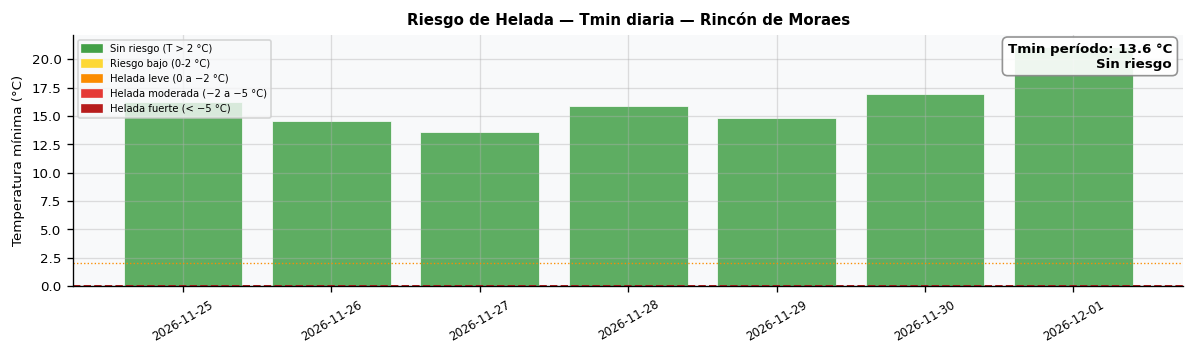 Riesgo de Helada — Tmin diaria — Rincón de Moraes
Temperatura mínima (°C)
20.0
17.5
15.0
12.5
10.0
7.5
5.0
2.5
0.0
Sin riesgo (T > 2 °C)
Riesgo bajo (0-2 °C)
Helada leve (0 a −2 °C)
Helada moderada (−2 a −5 °C)
Helada fuerte (< −5 °C)
Tmin período: 13.6 °C
Sin riesgo
2026-11-25
2026-11-26
2026-11-27
2026-11-28
2026-11-29
2026-11-30
2026-12-01